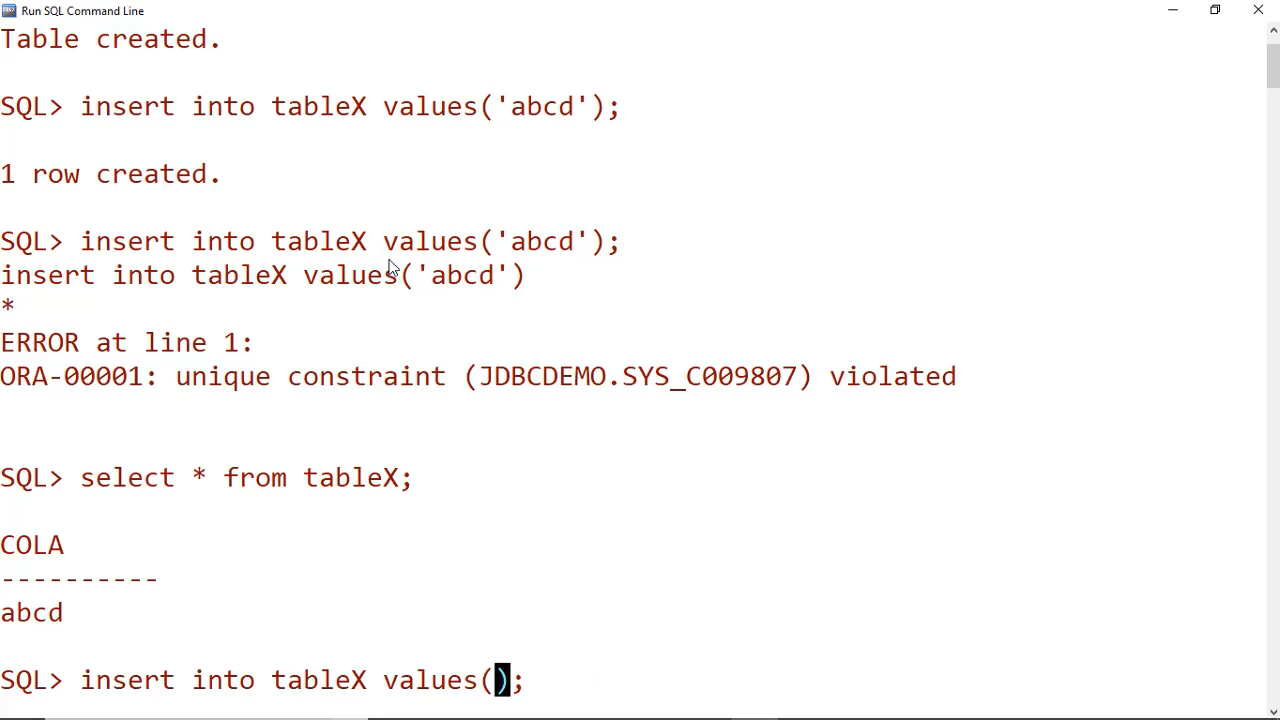 Run SQL Command Line
Table created.
SQL> insert into tableX values('abcd');
1 row created.
SQL> insert into tableX values('abcd');
insert into tableX values('abcd')
*
ERROR at line 1:
ORA-00001: unique constraint (JDBCDEMO.SYS_C009807) violated
SQL> select * from tableX;
COLA
----------
abcd
SQL> insert into tableX values();